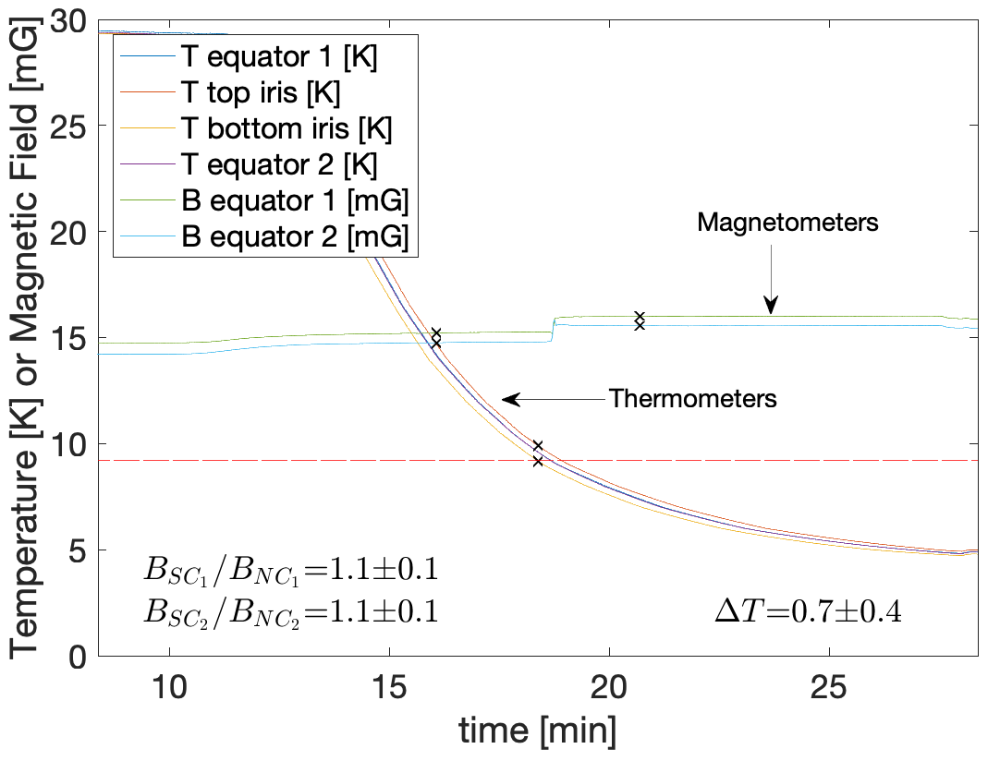 Temperature [K] or Magnetic Field [mG]
30
25
20
15
10
5
0
T equator 1 [K]
T top iris [K]
T bottom iris [K]
T equator 2 [K]
B equator 1 [mG]
B equator 2 [mG]
Magnetometers
Thermometers
B_{SC_1}/B_{NC_1}=1.1±0.1
B_{SC_2}/B_{NC_2}=1.1±0.1
ΔT=0.7±0.4
10 15 20 25
time [min]